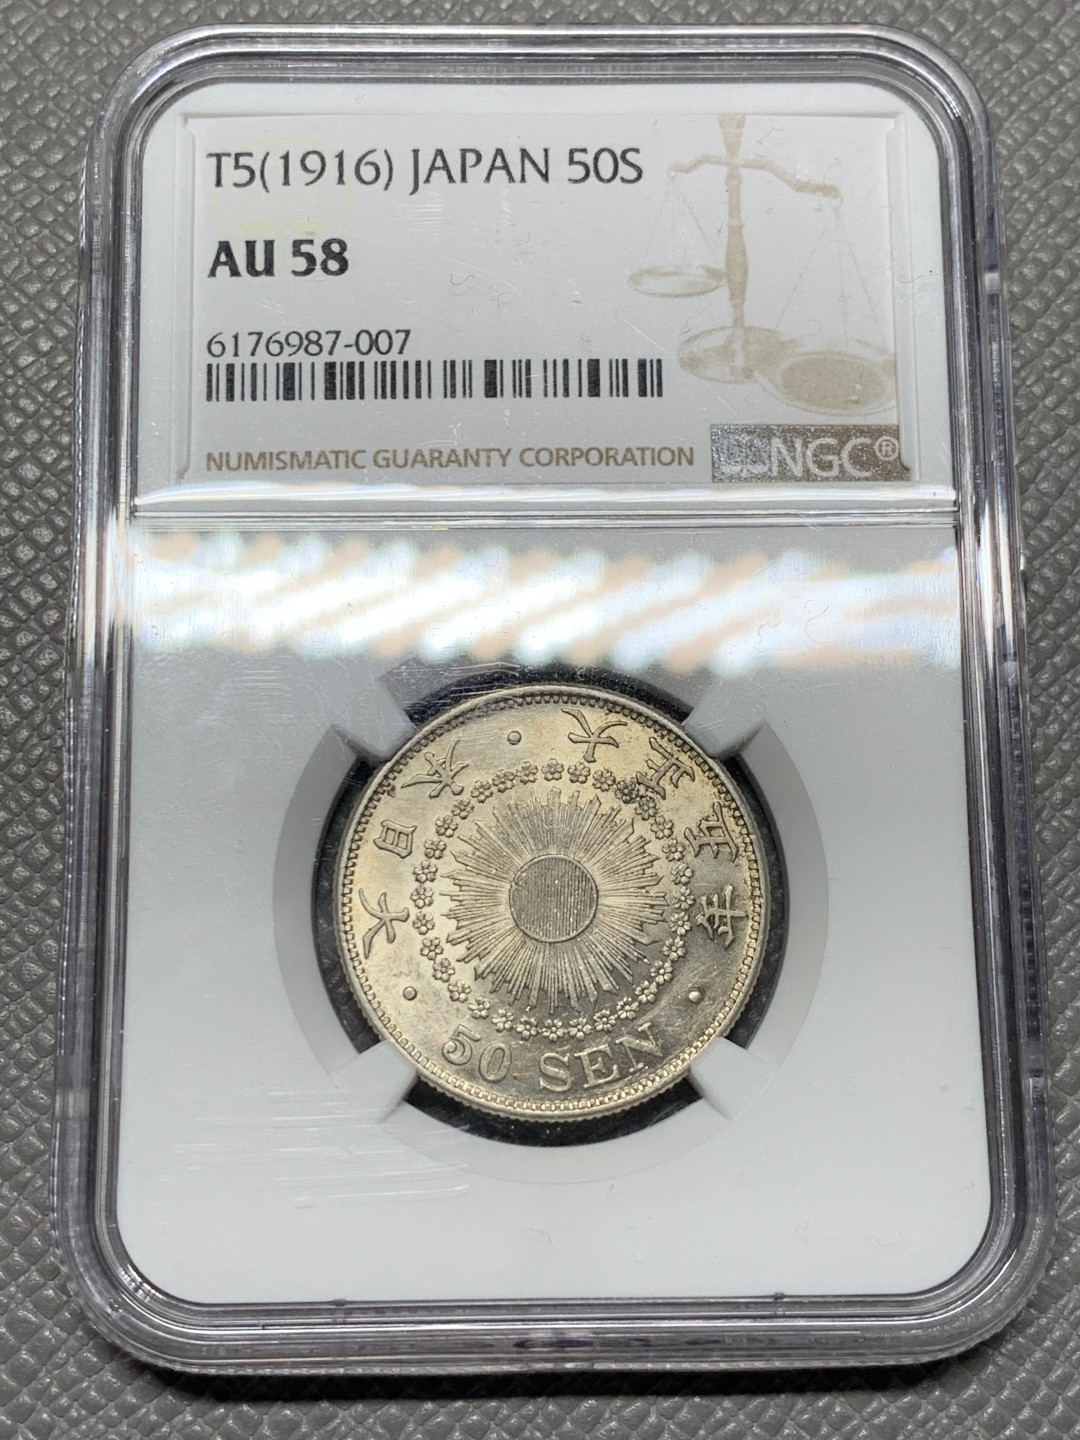 T5(1916) JAPAN 50S
AU 58
6176987-007
NUMISMATIC GUARANTY CORPORATION
NGC®
大日本 · 大正五年
50 SEN